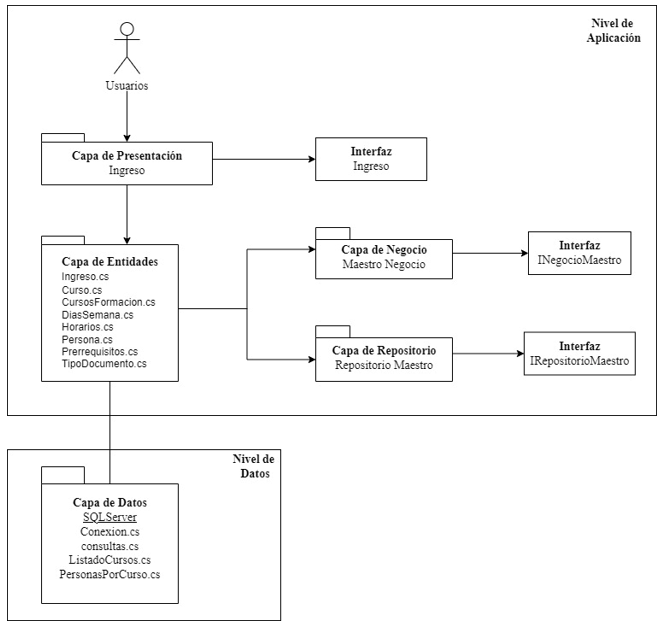 Nivel de
Aplicación
Usuarios
Capa de Presentación
Ingreso
Interfaz
Ingreso
Capa de Entidades
Ingreso.cs
Curso.cs
CursosFormacion.cs
DiasSemana.cs
Horarios.cs
Persona.cs
Prerrequisitos.cs
TipoDocumento.cs
Capa de Negocio
Maestro Negocio
Interfaz
INegocioMaestro
Capa de Repositorio
Repositorio Maestro
Interfaz
IRepositorioMaestro
Nivel de
Datos
Capa de Datos
SQLServer
Conexion.cs
consultas.cs
ListadoCursos.cs
PersonasPorCurso.cs